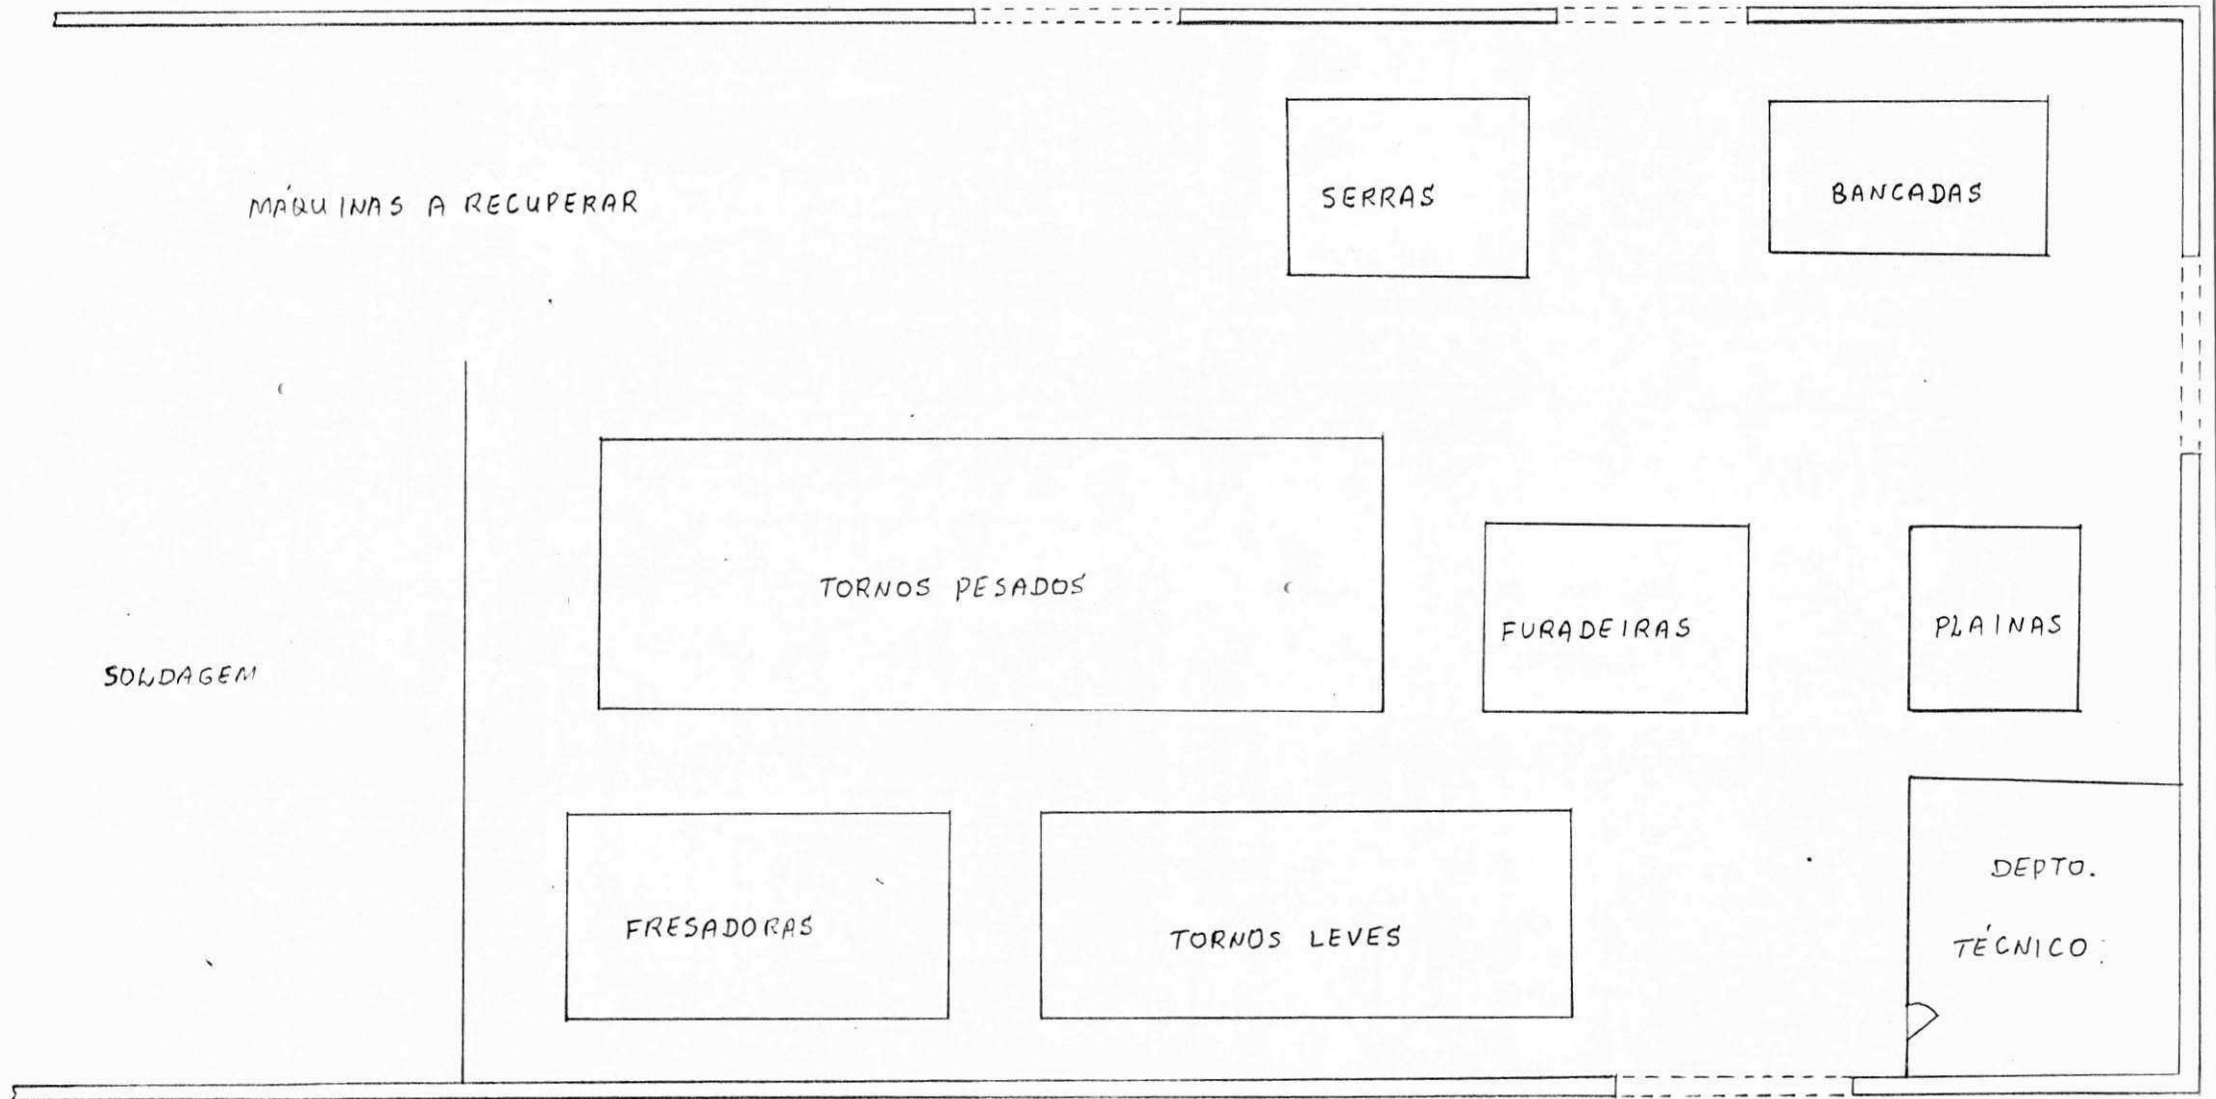 MÁQUINAS A RECUPERAR
SERRAS
BANCADAS
TORNOS PESADOS
FURADEIRAS
PLAINAS
SOLDAGEM
FRESADORAS
TORNOS LEVES
DEPTO.
TÉCNICO